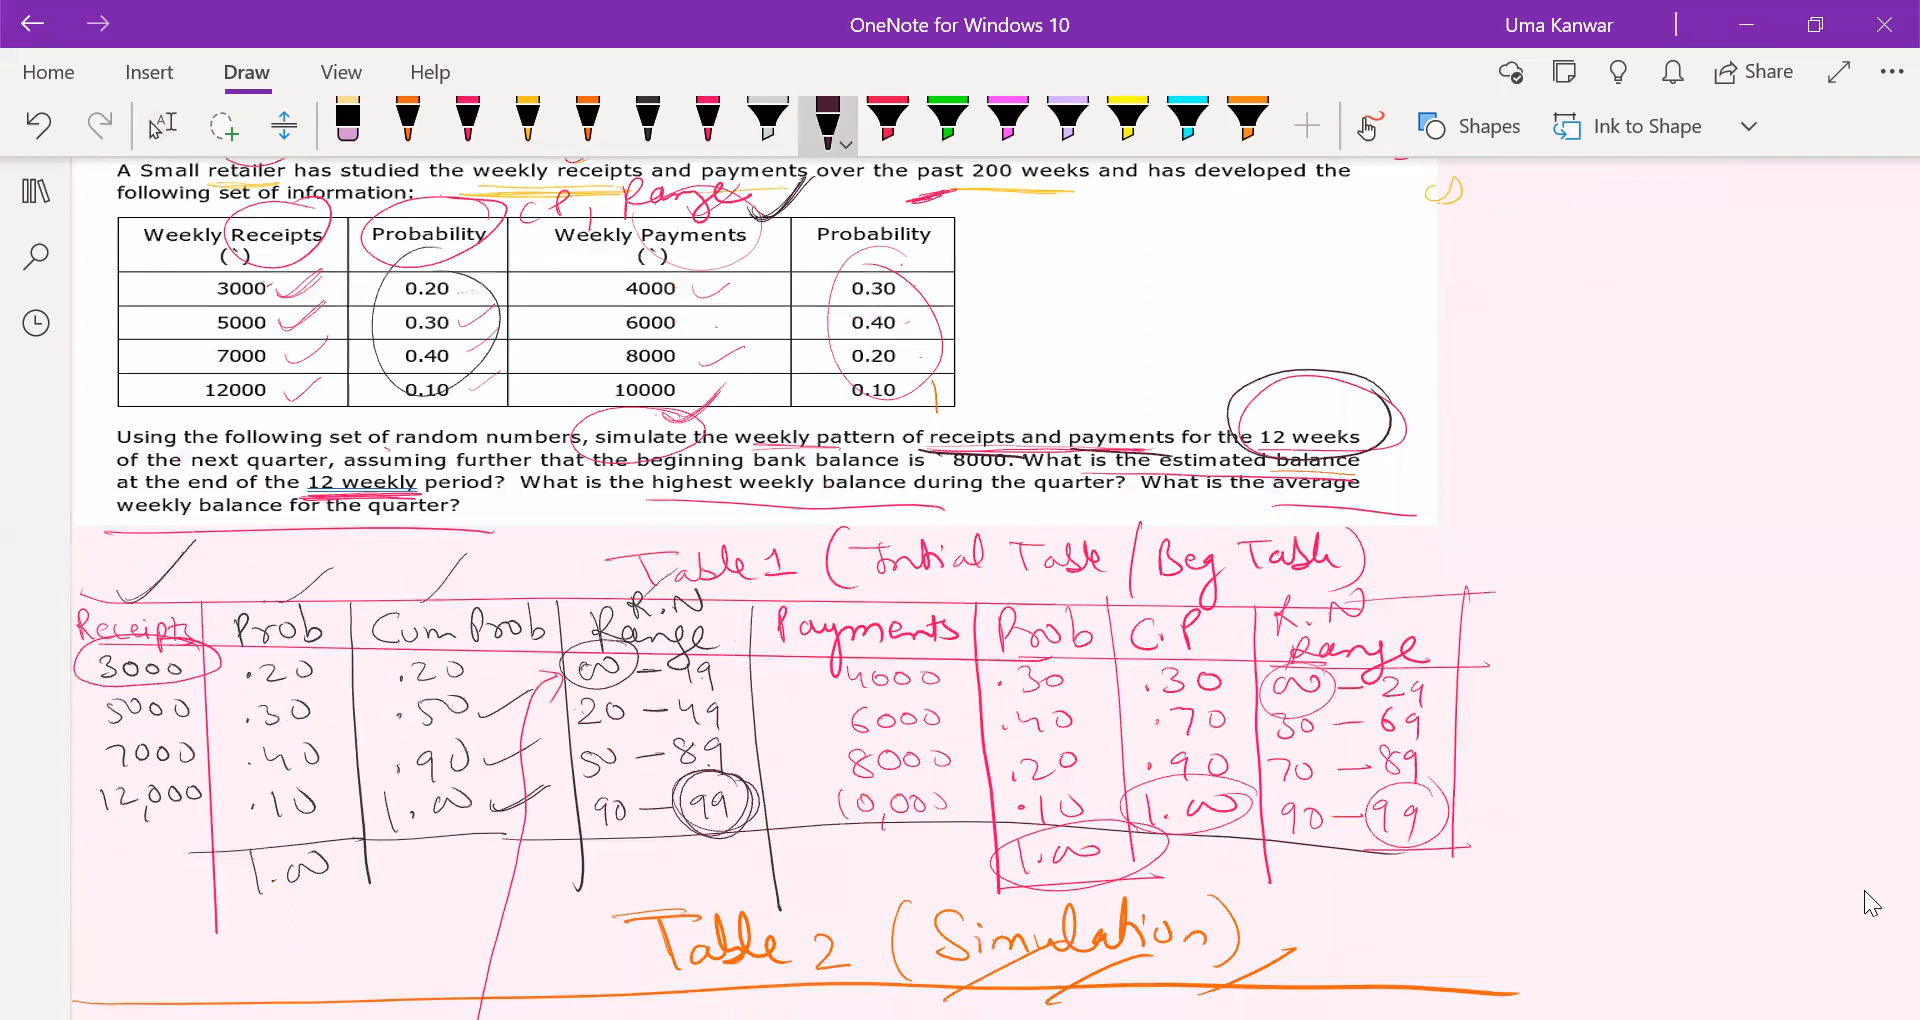 OneNote for Windows 10
Uma Kanwar
Home Insert Draw View Help
Share
Shapes Ink to Shape
A Small retailer has studied the weekly receipts and payments over the past 200 weeks and has developed the
following set of information:
C P, Range
Weekly Receipts Probability Weekly Payments Probability
(`) (`)
3000 0.20 4000 0.30
5000 0.30 6000 0.40
7000 0.40 8000 0.20
12000 0.10 10000 0.10
Using the following set of random numbers, simulate the weekly pattern of receipts and payments for the 12 weeks
of the next quarter, assuming further that the beginning bank balance is ` 8000. What is the estimated balance
at the end of the 12 weekly period? What is the highest weekly balance during the quarter? What is the average
weekly balance for the quarter?
Table 1 (Initial Table / Beg Table)
Receipts Prob Cum Prob R.N Range Payments Prob C.P R.N Range
3000 .20 .20 00 - 19 4000 .30 .30 00 - 29
5000 .30 .50 20 - 49 6000 .40 .70 30 - 69
7000 .40 .90 50 - 89 8000 .20 .90 70 - 89
12,000 .10 1.00 90 - 99 10,000 .10 1.00 90 - 99
1.00 1.00
Table 2 (Simulation)